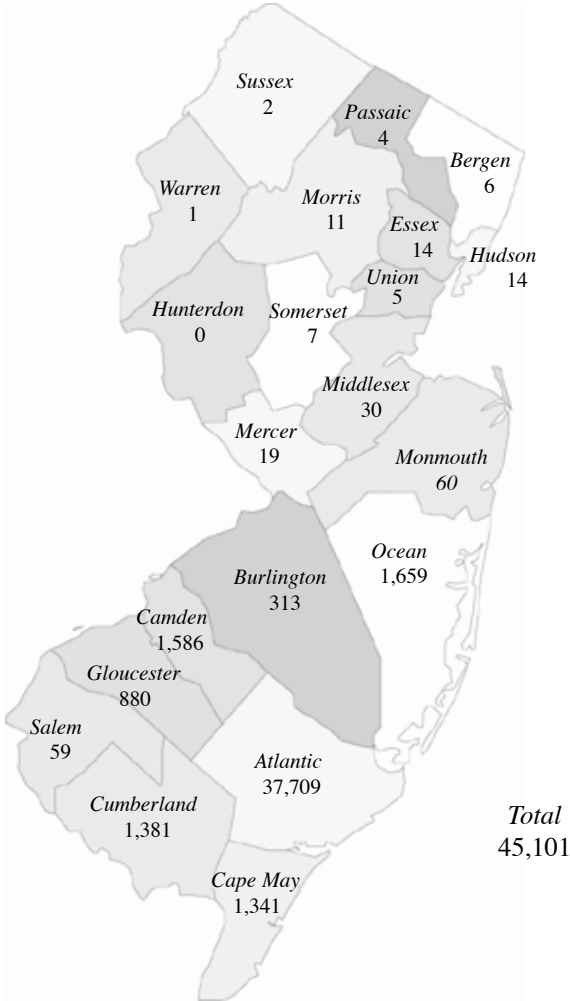 Sussex
2
Passaic
4
Bergen
6
Warren
1
Morris
11
Essex
14
Hudson
14
Union
5
Hunterdon
0
Somerset
7
Middlesex
30
Mercer
19
Monmouth
60
Ocean
1,659
Burlington
313
Camden
1,586
Gloucester
880
Salem
59
Atlantic
37,709
Cumberland
1,381
Total
45,101
Cape May
1,341